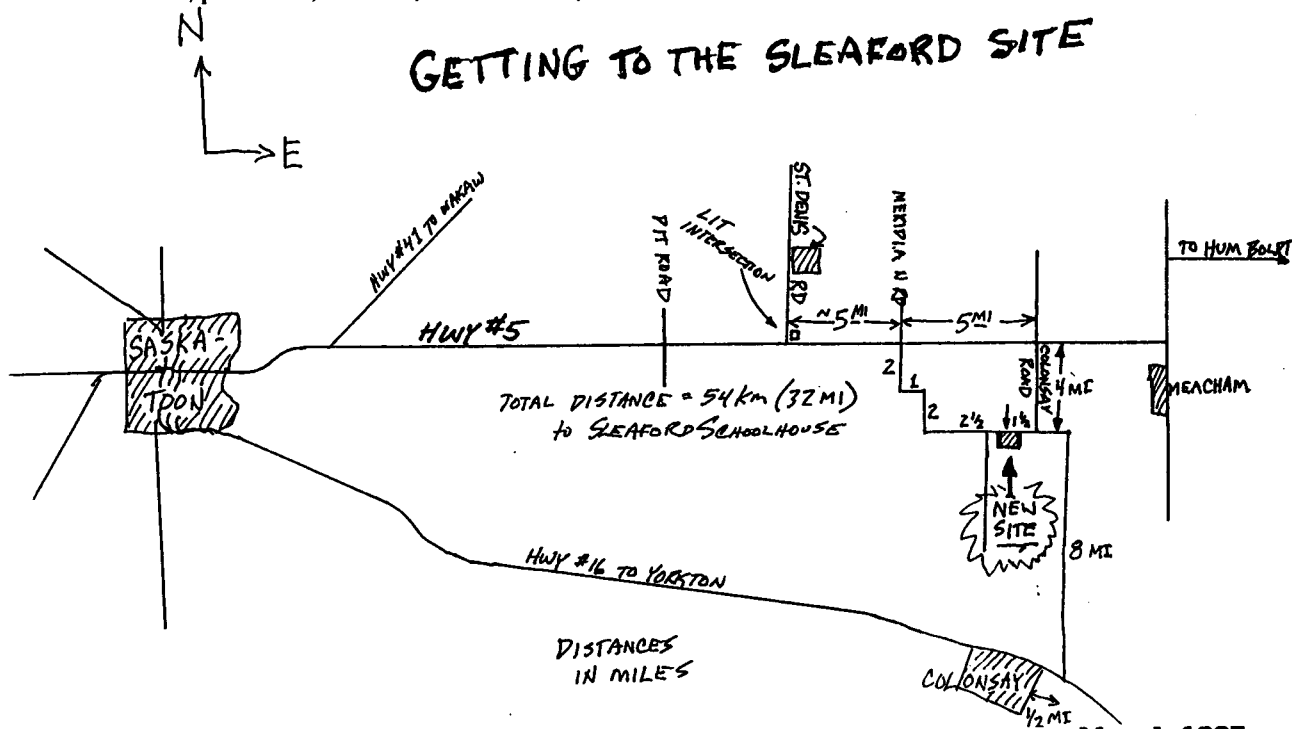 N
GETTING TO THE SLEAFORD SITE
E
HWY #41 TO WAKAW
PIT ROAD
LIT
INTERSECTION
ST. DENIS
RD
MERIDIAN RD
TO HUMBOLDT
SASKA-
TOON
HWY #5
~5 MI
5 MI
2
1
2
2½
1½
COLONSAY
ROAD
4 MI
MEACHAM
TOTAL DISTANCE = 54 Km (32 MI)
to SLEAFORD SCHOOLHOUSE
NEW
SITE
8 MI
HWY #16 TO YORKTON
DISTANCES
IN MILES
COLONSAY
½ MI